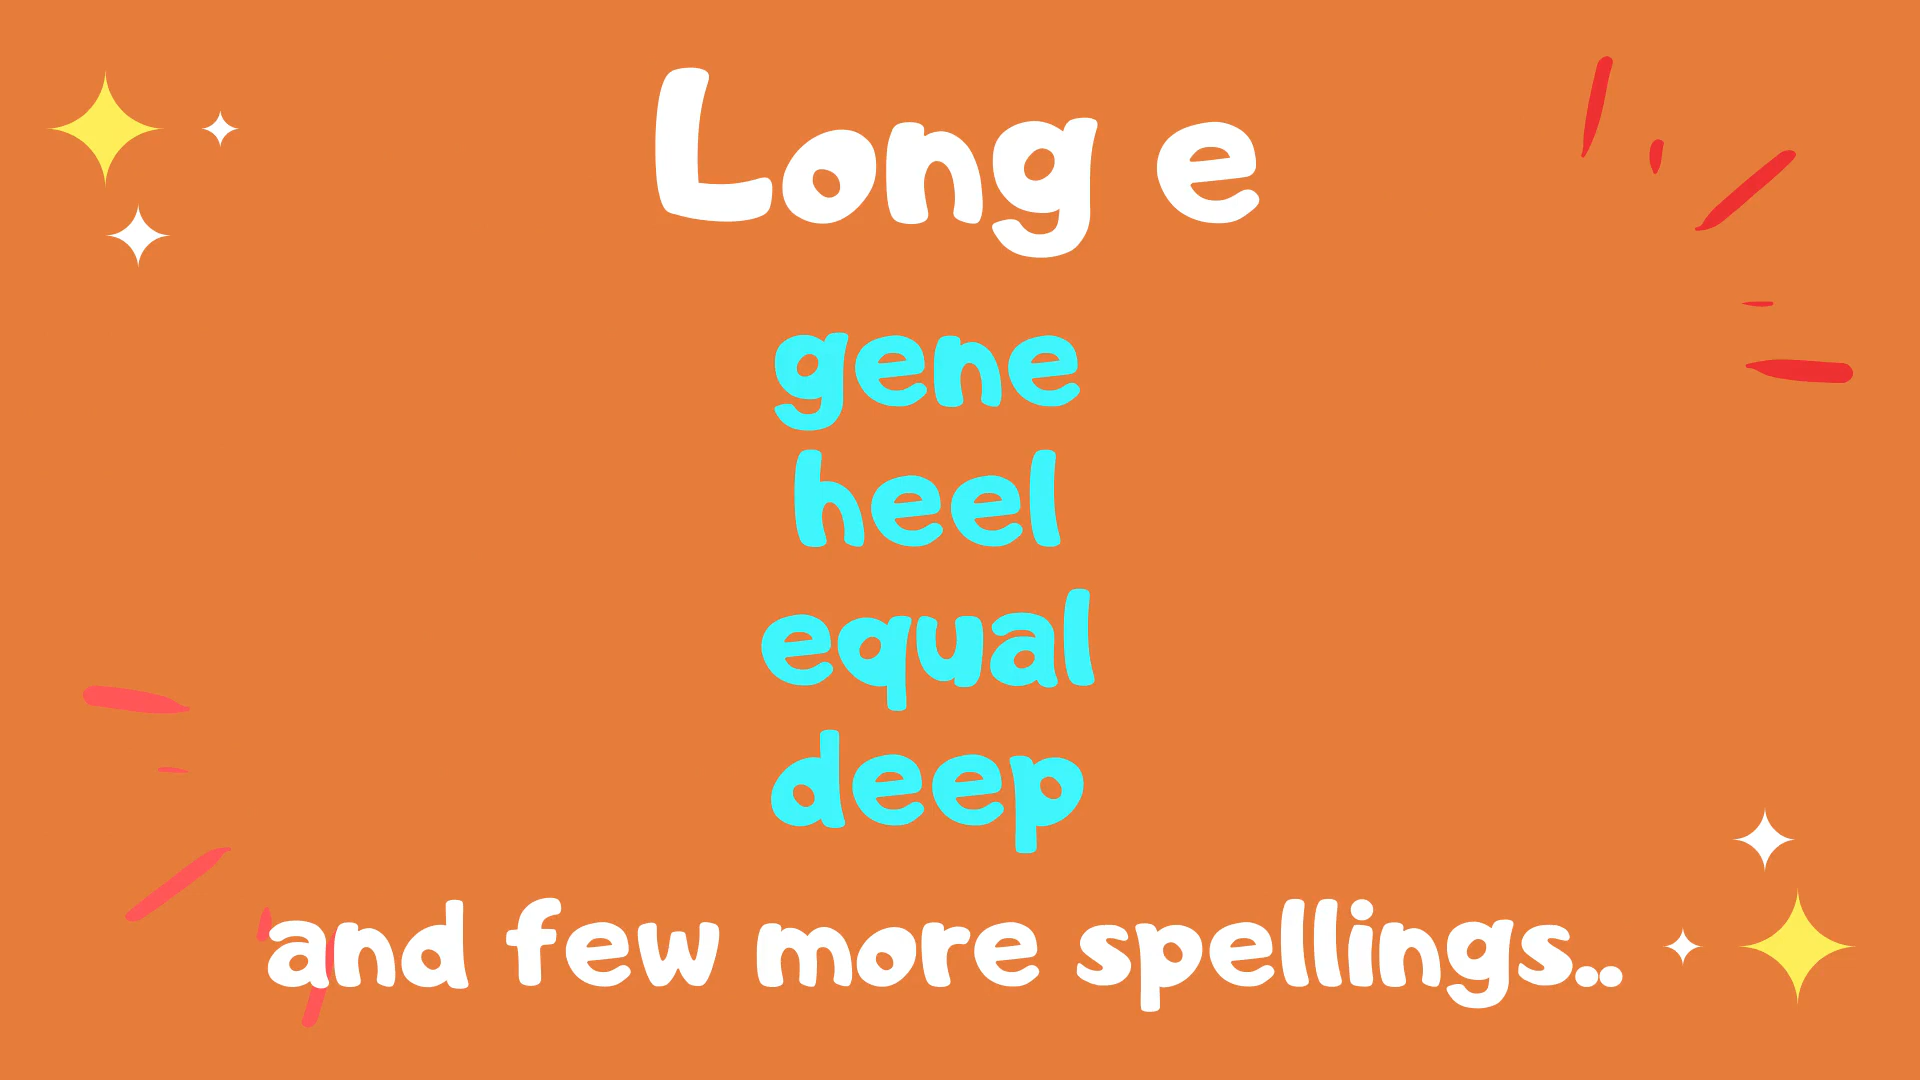 Long e
gene
heel
equal
deep
and few more spellings..